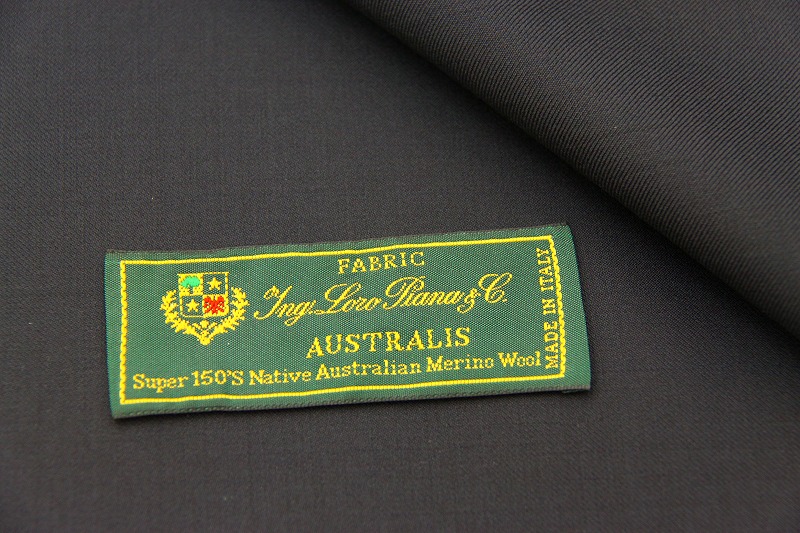 FABRIC
Ing. Loro Piana & C.
AUSTRALIS
Super 150'S Native Australian Merino Wool
MADE IN ITALY